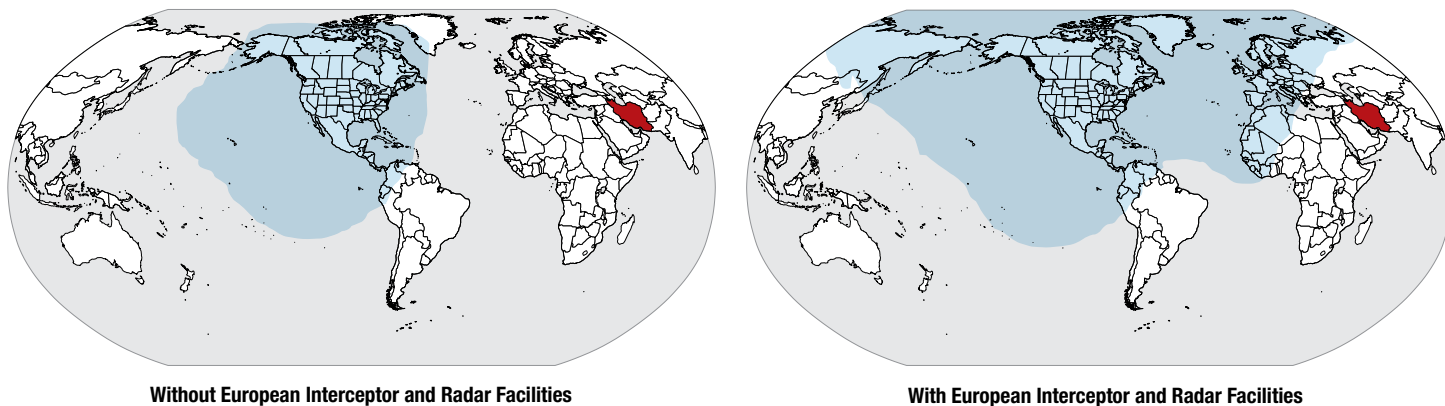 Without European Interceptor and Radar Facilities
With European Interceptor and Radar Facilities